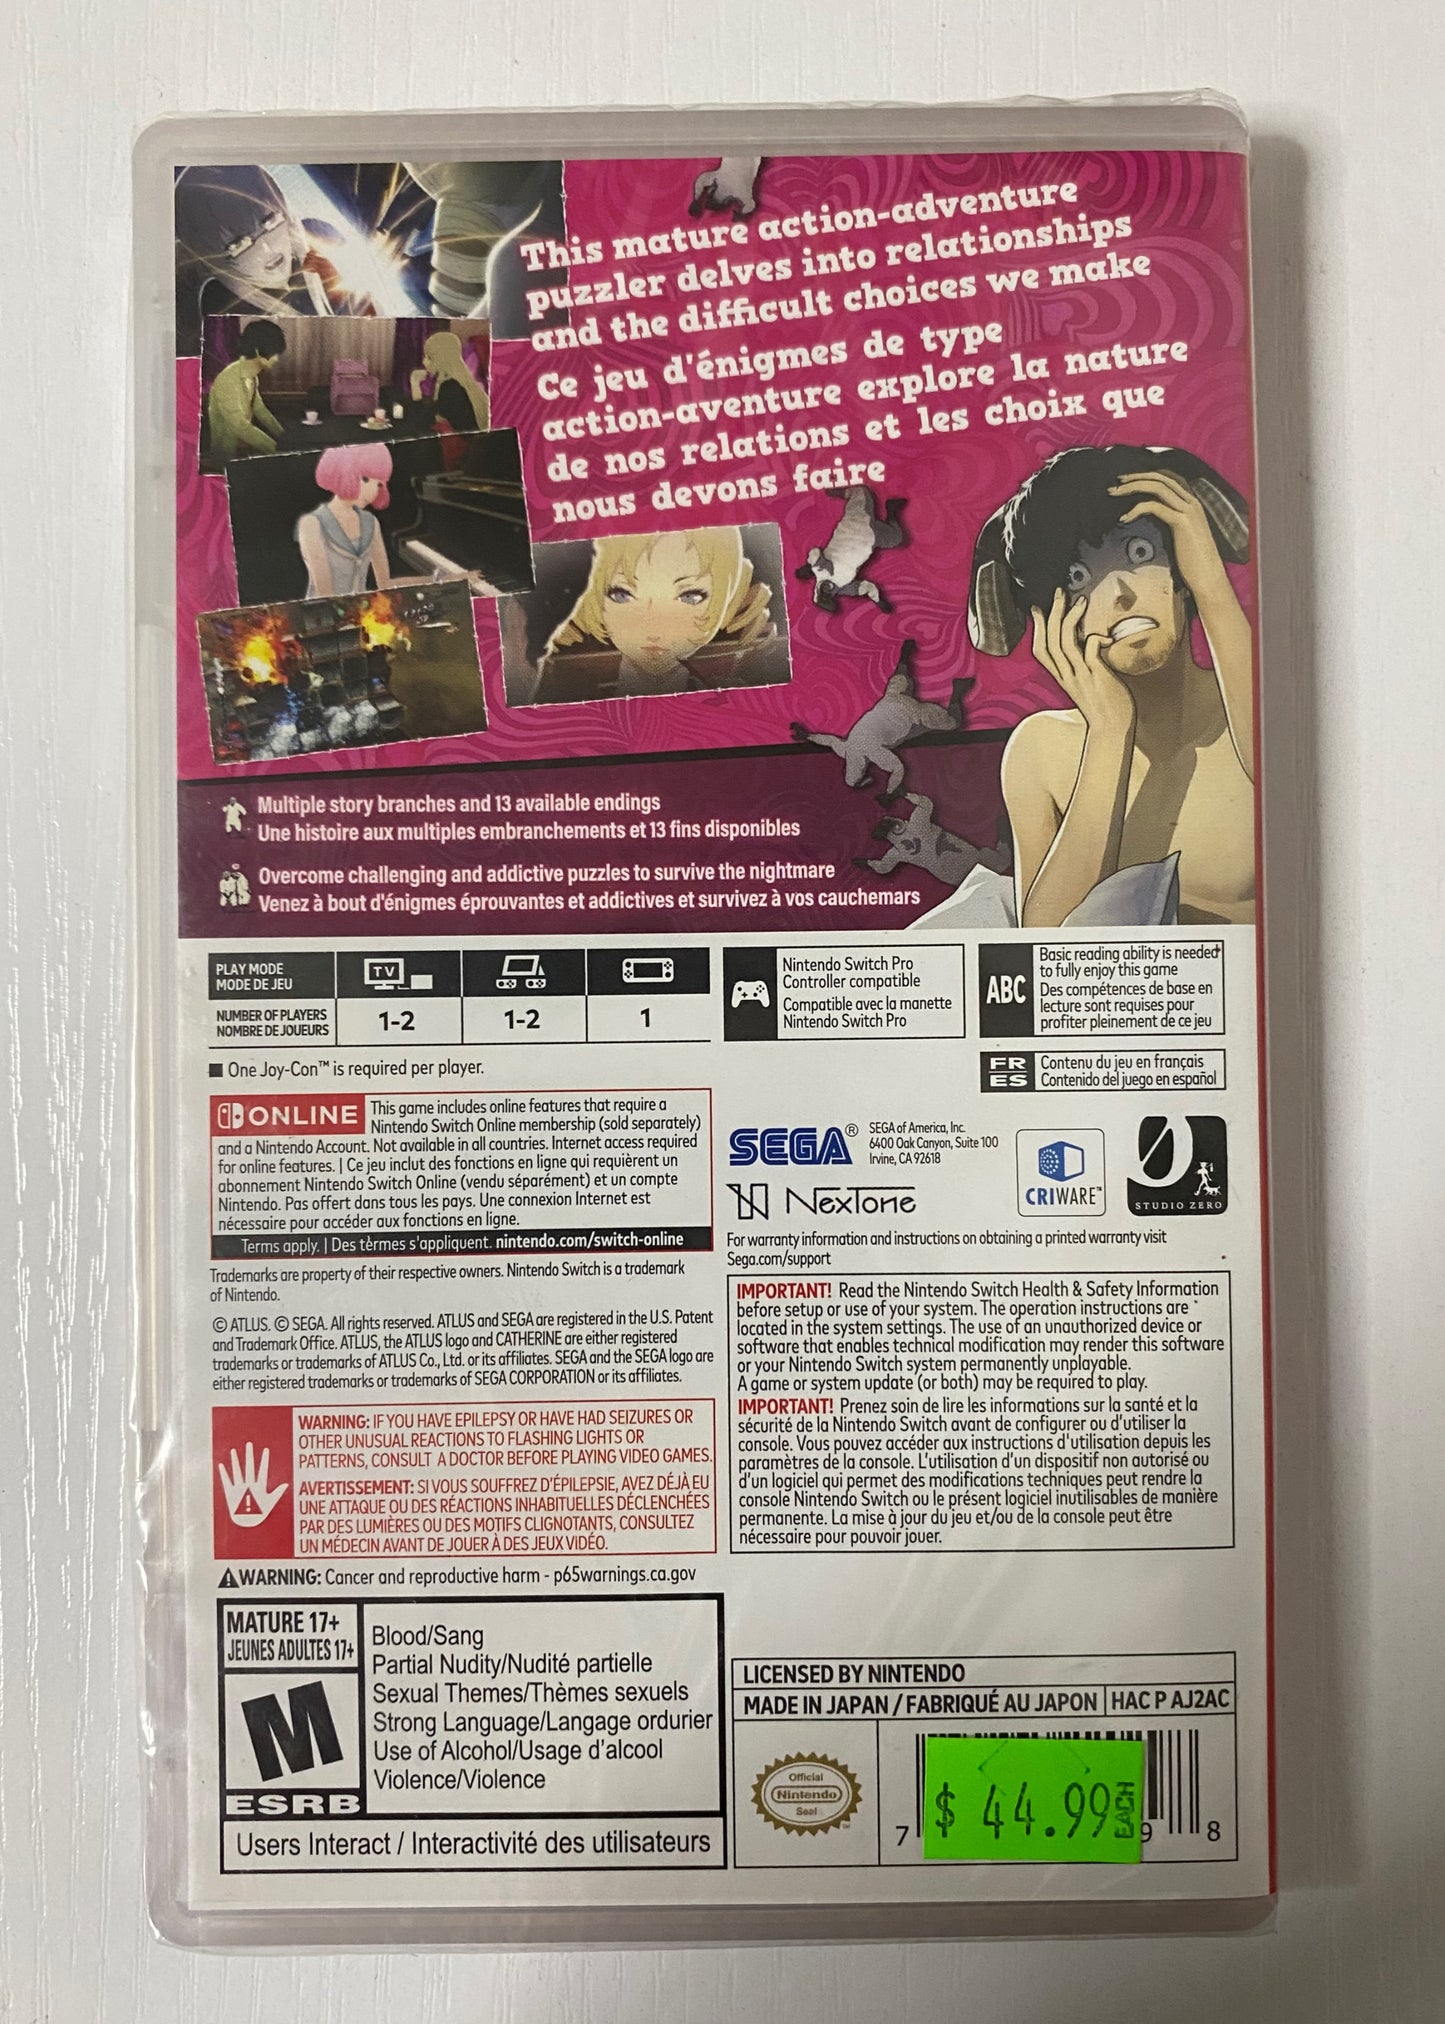 This mature action-adventure
puzzler delves into relationships
and the difficult choices we make
Ce jeu d'énigmes de type
action-aventure explore la nature
de nos relations et les choix que
nous devons faire
Multiple story branches and 13 available endings
Une histoire aux multiples embranchements et 13 fins disponibles
Overcome challenging and addictive puzzles to survive the nightmare
Venez à bout d'énigmes éprouvantes et addictives et survivez à vos cauchemars
PLAY MODE
MODE DE JEU
TV
NUMBER OF PLAYERS
NOMBRE DE JOUEURS
1-2
1-2
1
Nintendo Switch Pro
Controller compatible
Compatible avec la manette
Nintendo Switch Pro
ABC
Basic reading ability is needed
to fully enjoy this game
Des compétences de base en
lecture sont requises pour
profiter pleinement de ce jeu
One Joy-Con™ is required per player.
FR Contenu du jeu en français
ES Contenido del juego en español
ONLINE
This game includes online features that require a
Nintendo Switch Online membership (sold separately)
and a Nintendo Account. Not available in all countries. Internet access required
for online features. | Ce jeu inclut des fonctions en ligne qui requièrent un
abonnement Nintendo Switch Online (vendu séparément) et un compte
Nintendo. Pas offert dans tous les pays. Une connexion Internet est
nécessaire pour accéder aux fonctions en ligne.
Terms apply. | Des tèrmes s'appliquent. nintendo.com/switch-online
SEGA®
SEGA of America, Inc.
6400 Oak Canyon, Suite 100
Irvine, CA 92618
NexTone
CRIWARE™
STUDIO ZERO
For warranty information and instructions on obtaining a printed warranty visit
Sega.com/support
Trademarks are property of their respective owners. Nintendo Switch is a trademark
of Nintendo.
© ATLUS. © SEGA. All rights reserved. ATLUS and SEGA are registered in the U.S. Patent
and Trademark Office. ATLUS, the ATLUS logo and CATHERINE are either registered
trademarks or trademarks of ATLUS Co., Ltd. or its affiliates. SEGA and the SEGA logo are
either registered trademarks or trademarks of SEGA CORPORATION or its affiliates.
IMPORTANT! Read the Nintendo Switch Health & Safety Information
before setup or use of your system. The operation instructions are
located in the system settings. The use of an unauthorized device or
software that enables technical modification may render this software
or your Nintendo Switch system permanently unplayable.
A game or system update (or both) may be required to play.
IMPORTANT! Prenez soin de lire les informations sur la santé et la
sécurité de la Nintendo Switch avant de configurer ou d'utiliser la
console. Vous pouvez accéder aux instructions d'utilisation depuis les
paramètres de la console. L'utilisation d'un dispositif non autorisé ou
d'un logiciel qui permet des modifications techniques peut rendre la
console Nintendo Switch ou le présent logiciel inutilisables de manière
permanente. La mise à jour du jeu et/ou de la console peut être
nécessaire pour pouvoir jouer.
WARNING: IF YOU HAVE EPILEPSY OR HAVE HAD SEIZURES OR
OTHER UNUSUAL REACTIONS TO FLASHING LIGHTS OR
PATTERNS, CONSULT A DOCTOR BEFORE PLAYING VIDEO GAMES.
AVERTISSEMENT: SI VOUS SOUFFREZ D'ÉPILEPSIE, AVEZ DÉJÀ EU
UNE ATTAQUE OU DES RÉACTIONS INHABITUELLES DÉCLENCHÉES
PAR DES LUMIÈRES OU DES MOTIFS CLIGNOTANTS, CONSULTEZ
UN MÉDECIN AVANT DE JOUER À DES JEUX VIDÉO.
WARNING: Cancer and reproductive harm - p65warnings.ca.gov
MATURE 17+
JEUNES ADULTES 17+
M
ESRB
Blood/Sang
Partial Nudity/Nudité partielle
Sexual Themes/Thèmes sexuels
Strong Language/Langage ordurier
Use of Alcohol/Usage d'alcool
Violence/Violence
Users Interact / Interactivité des utilisateurs
LICENSED BY NINTENDO
MADE IN JAPAN / FABRIQUÉ AU JAPON
HAC P AJ2AC
Official
Nintendo
Seal
$ 44.99 EACH
7
9
8